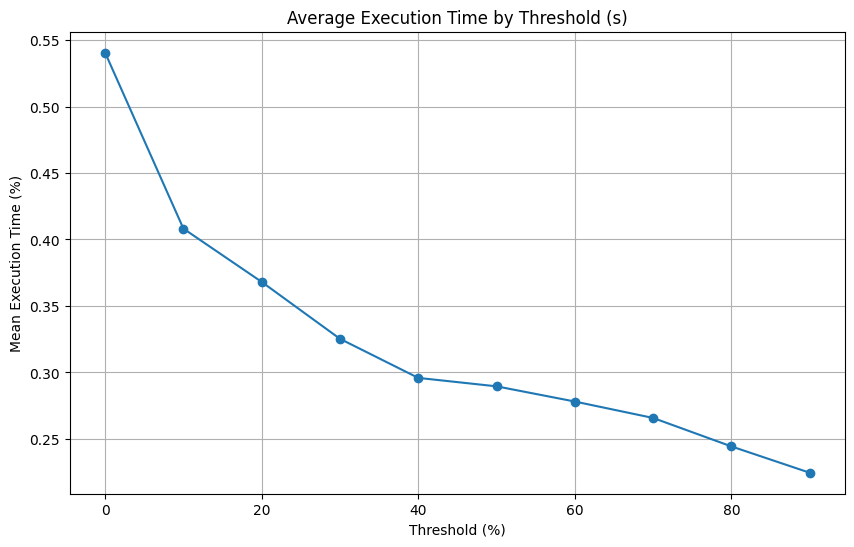 Average Execution Time by Threshold (s)
Mean Execution Time (%)
0.55
0.50
0.45
0.40
0.35
0.30
0.25
0 20 40 60 80
Threshold (%)